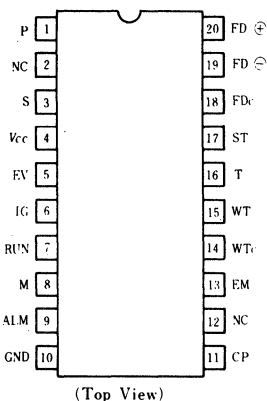 P 1 20 FD ⊕
NC 2 19 FD ⊖
S 3 18 FDc
Vcc 4 17 ST
EV 5 16 T
IG 6 15 WT
RUN 7 14 WTc
M 8 13 EM
ALM 9 12 NC
GND 10 11 CP
(Top View)